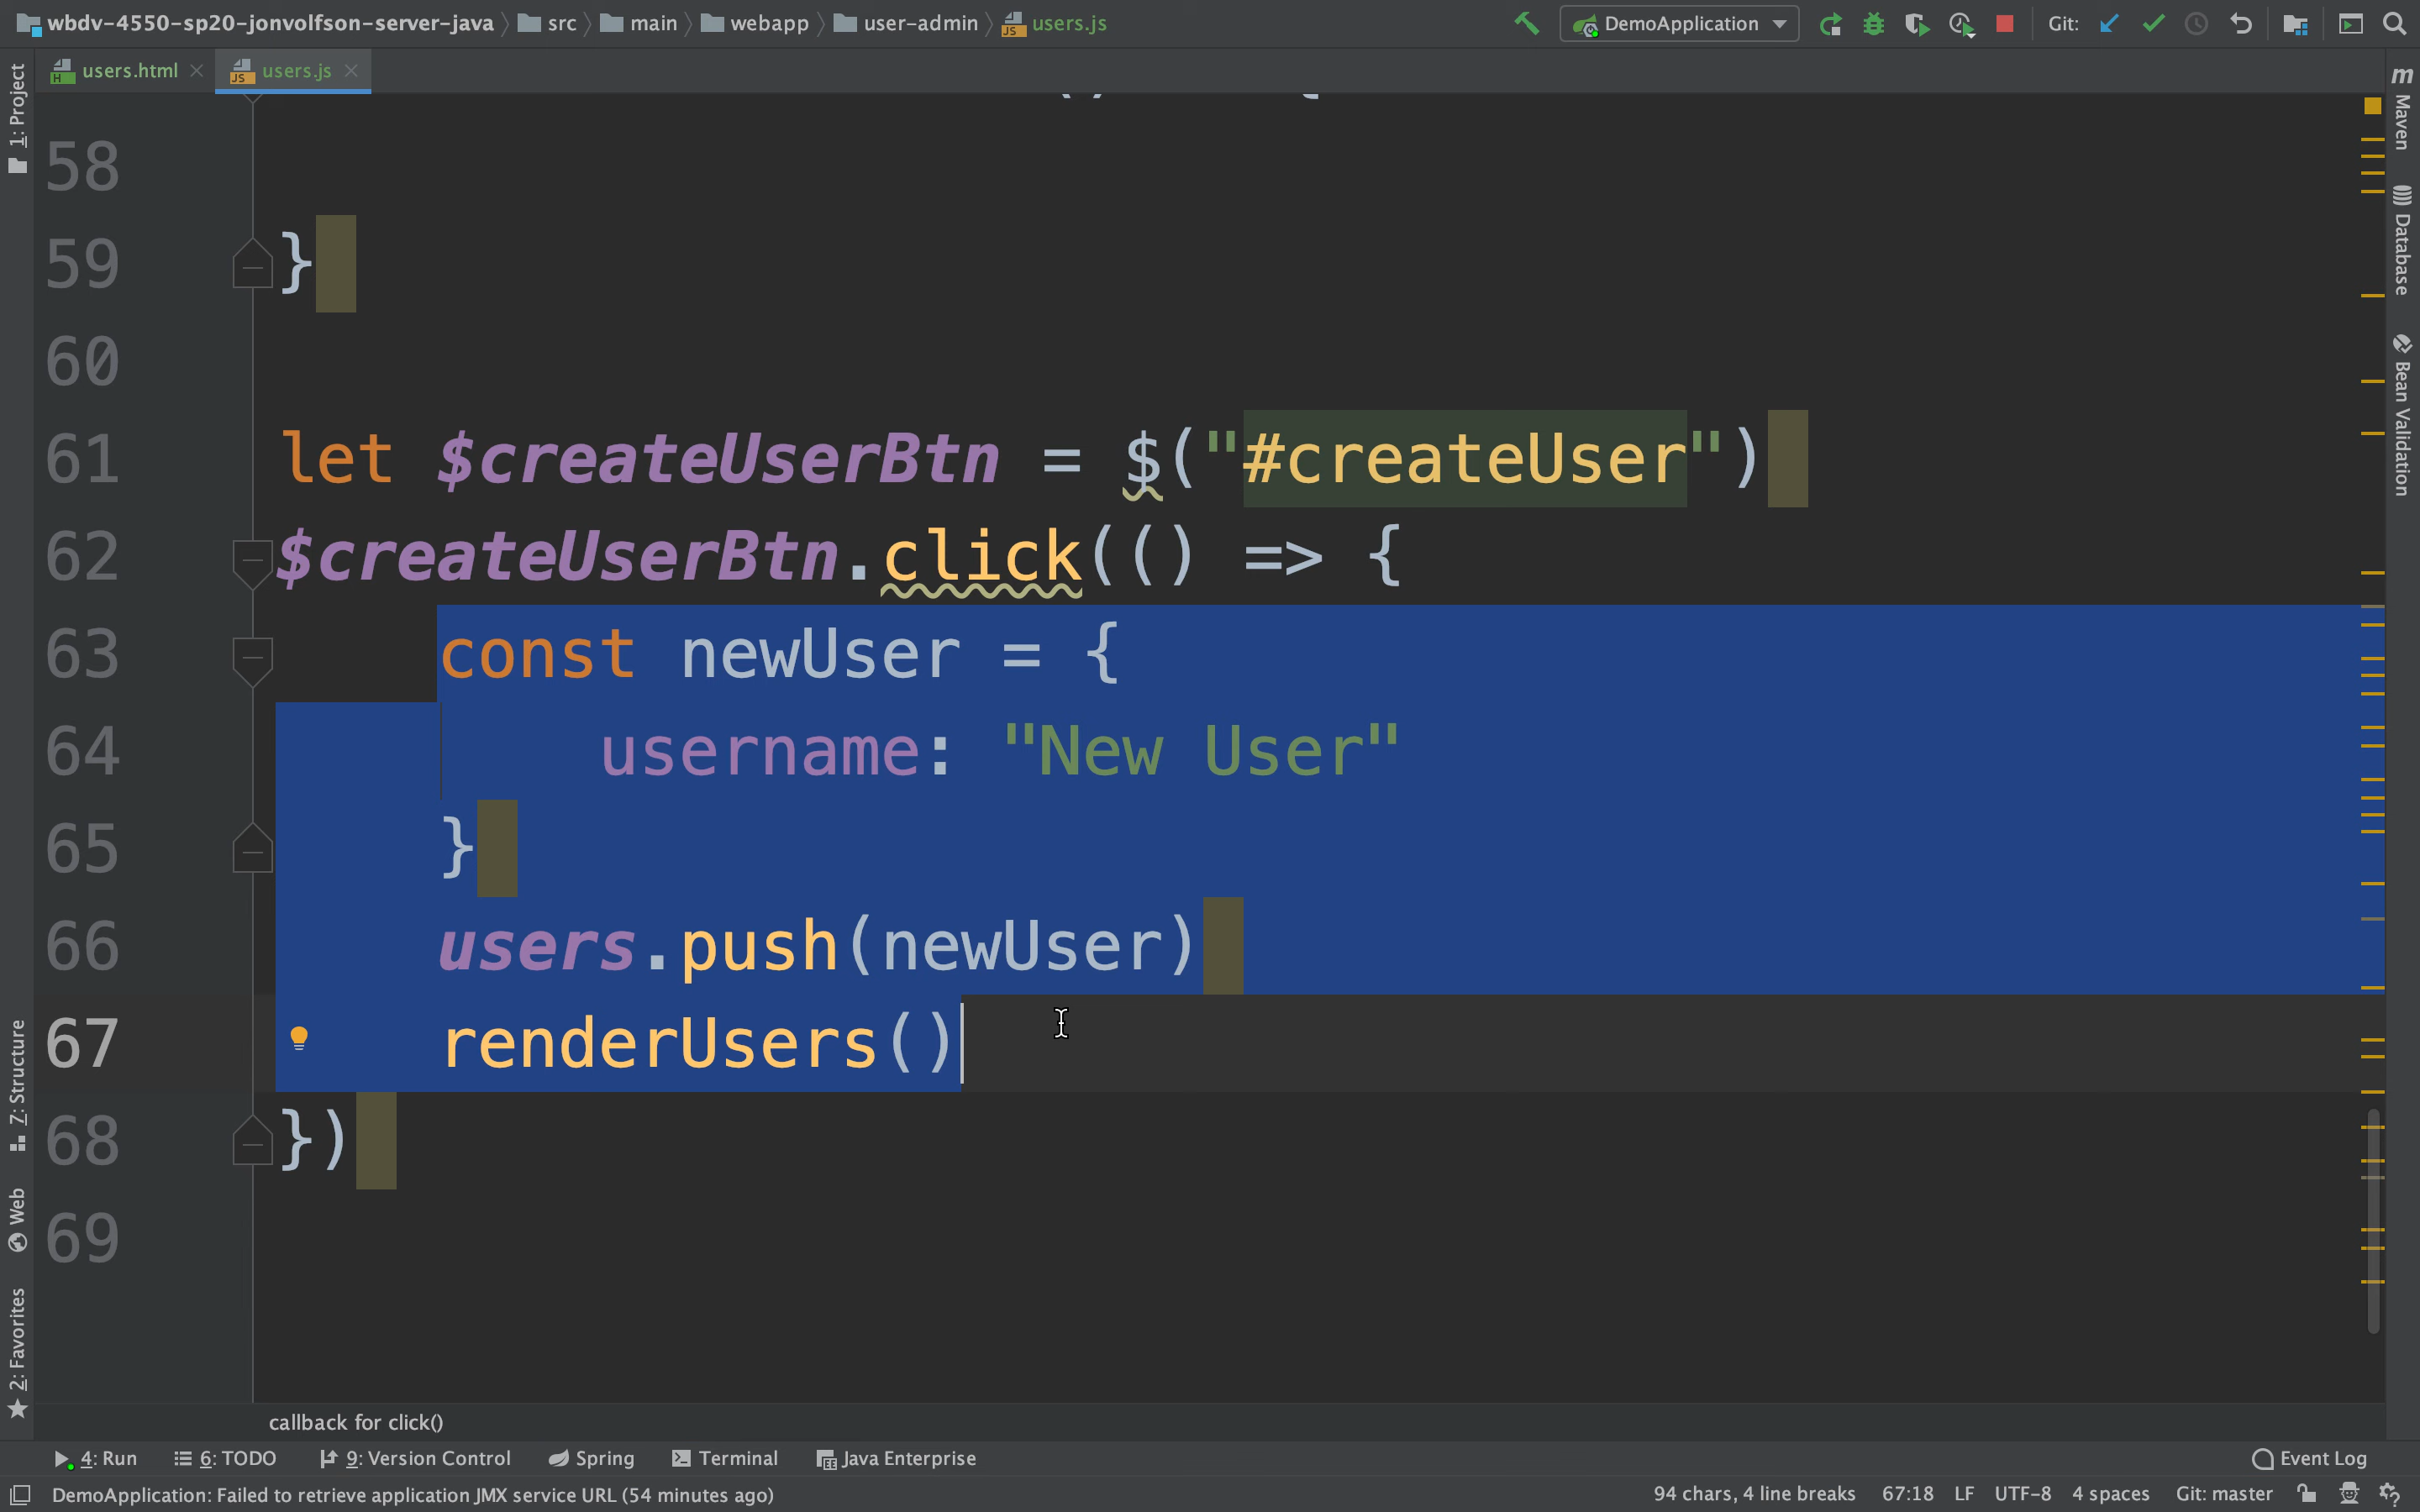 wbdv-4550-sp20-jonvolfson-server-java src main webapp user-admin users.js DemoApplication Git:
users.html users.js
1: Project
7: Structure
Web
2: Favorites
m Maven
Database
Bean Validation
58
59 }
60
61 let $createUserBtn = $("#createUser")
62 $createUserBtn.click(() => {
63 const newUser = {
64 username: "New User"
65 }
66 users.push(newUser)
67 renderUsers()
68 })
69
callback for click()
4: Run 6: TODO 9: Version Control Spring Terminal Java Enterprise Event Log
DemoApplication: Failed to retrieve application JMX service URL (54 minutes ago) 94 chars, 4 line breaks 67:18 LF UTF-8 4 spaces Git: master